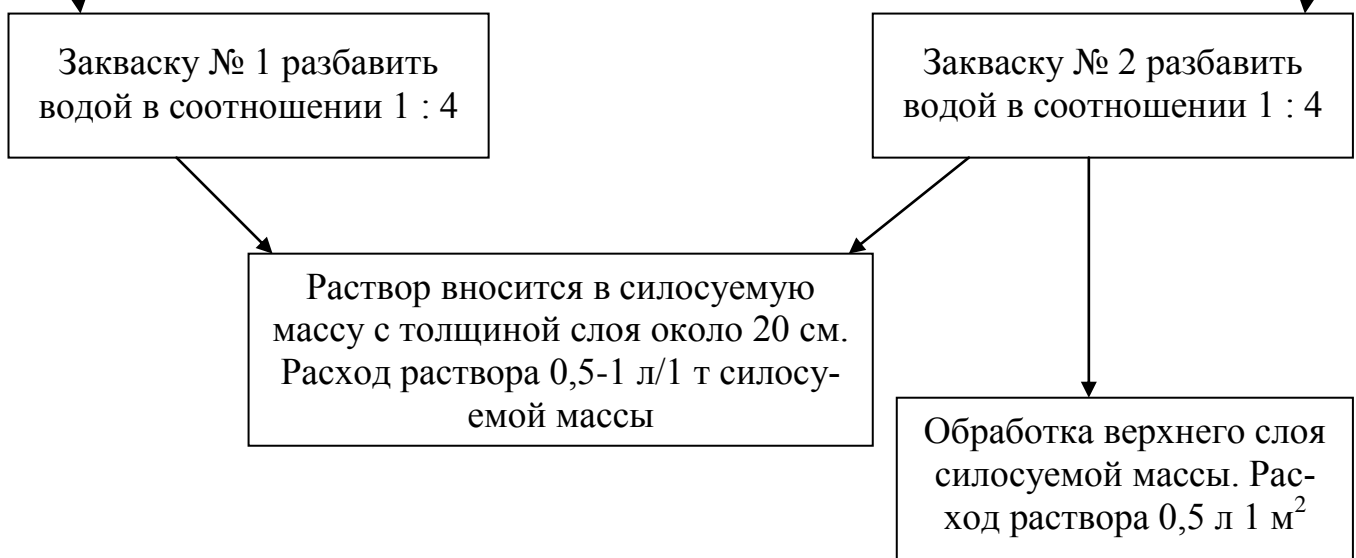 Закваску № 1 разбавить
водой в соотношении 1 : 4
Закваску № 2 разбавить
водой в соотношении 1 : 4
Раствор вносится в силосуемую
массу с толщиной слоя около 20 см.
Расход раствора 0,5-1 л/1 т силосу-
емой массы
Обработка верхнего слоя
силосуемой массы. Рас-
ход раствора 0,5 л 1 м²